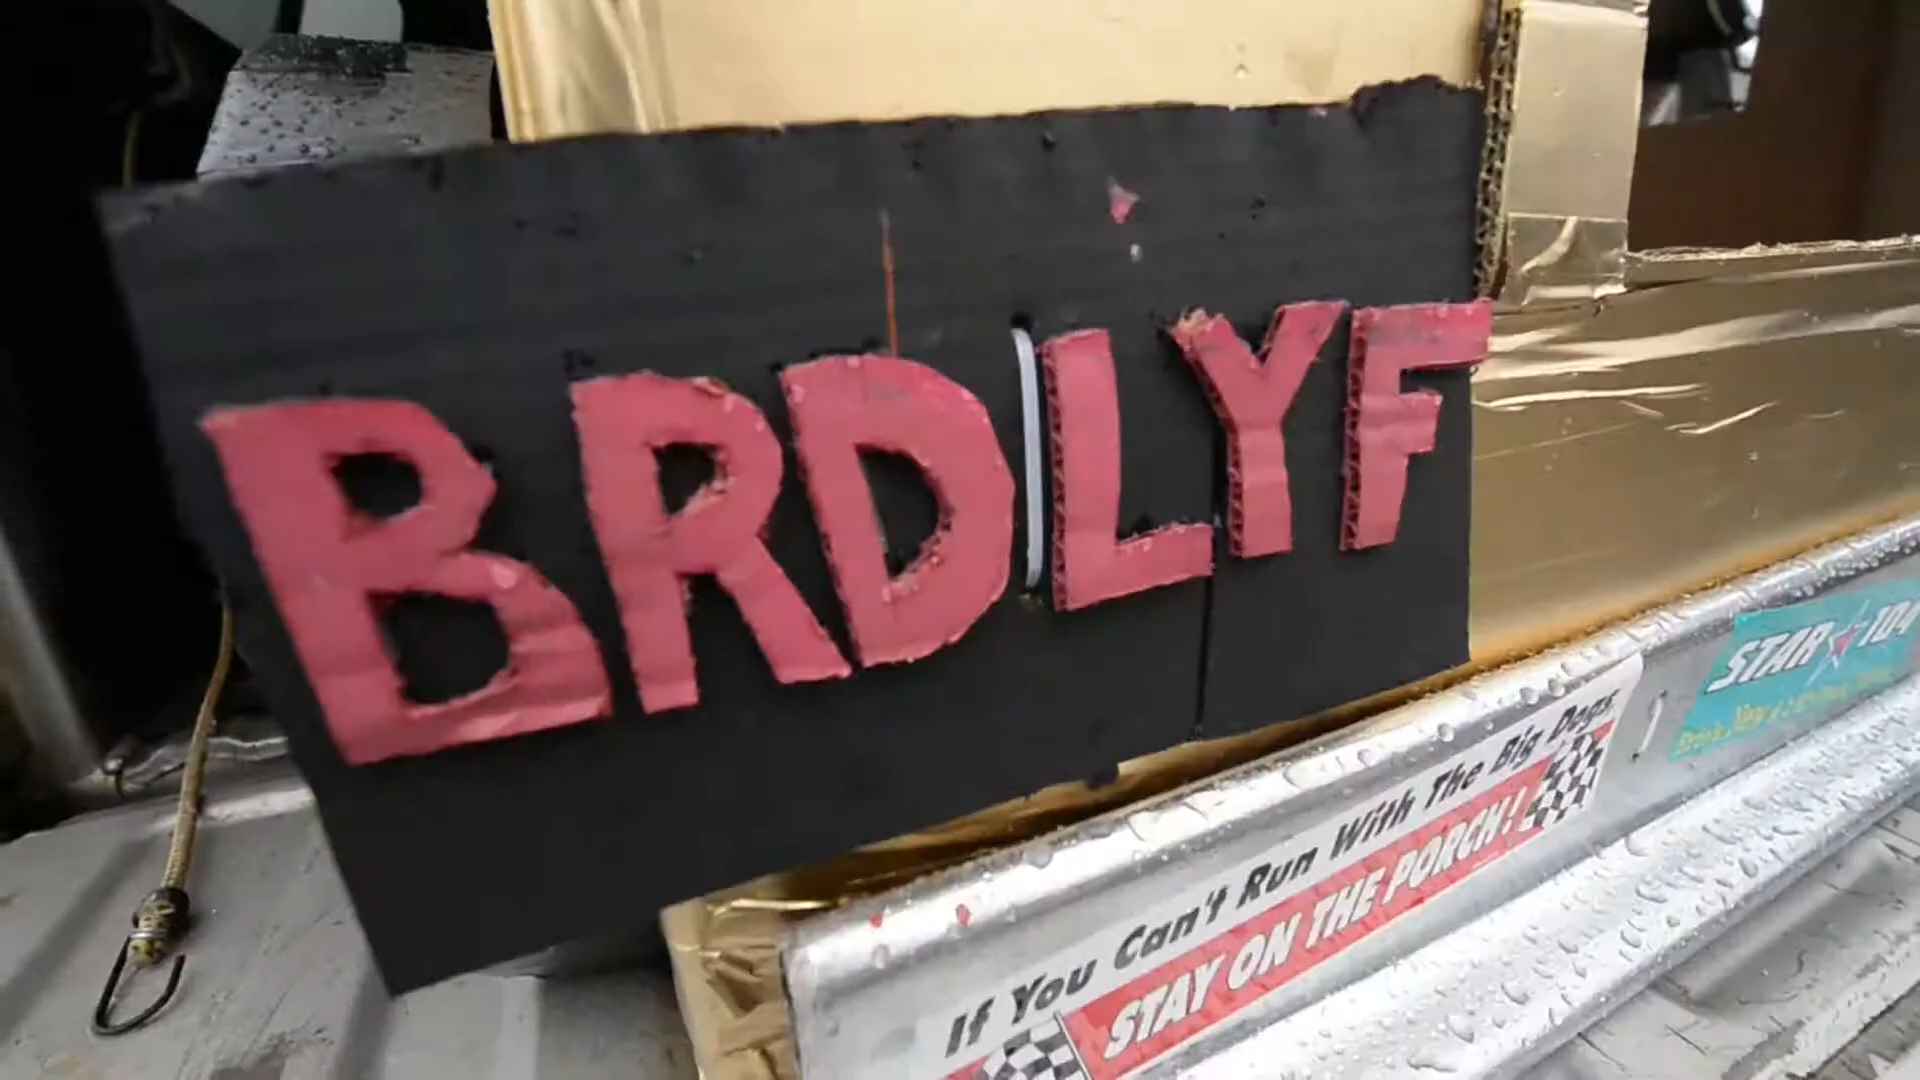 BRDLYF
If You Can't Run With The Big Dogs,
STAY ON THE PORCH!
STAR 104